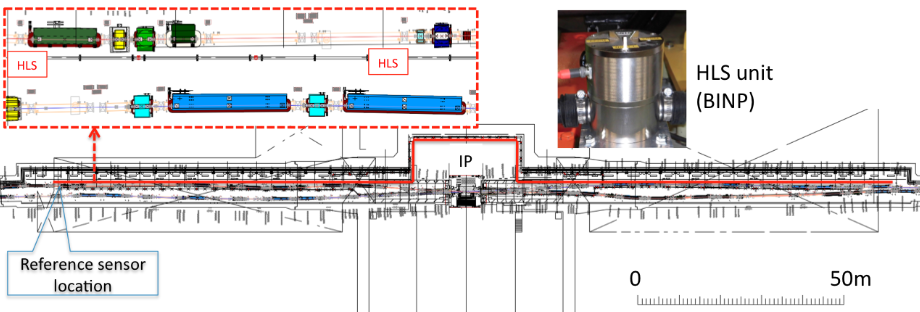 HLS
HLS
HLS unit
(BINP)
IP
Reference sensor
location
0
50m